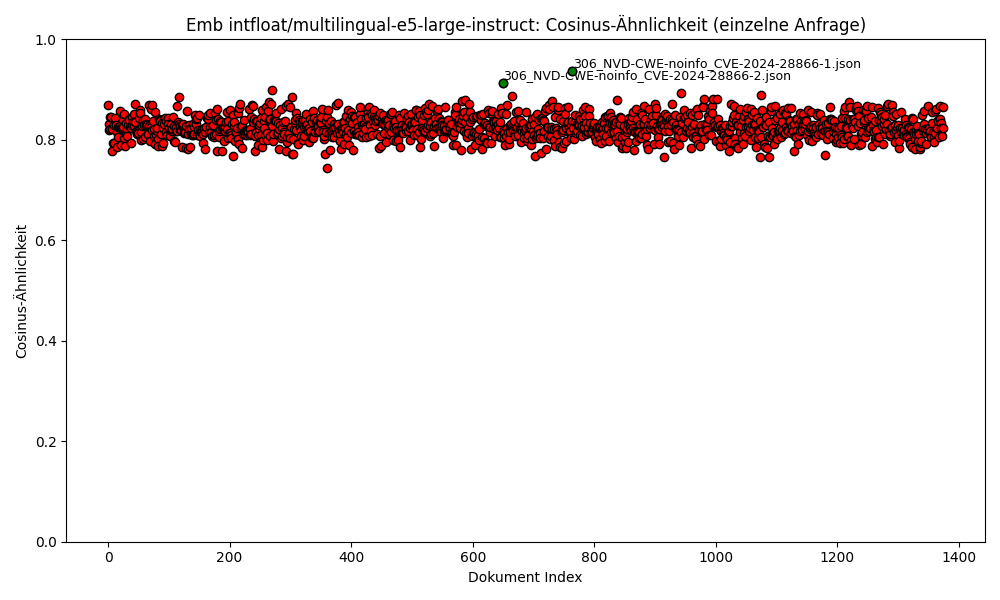 Emb intfloat/multilingual-e5-large-instruct: Cosinus-Ähnlichkeit (einzelne Anfrage)
306_NVD-CWE-noinfo_CVE-2024-28866-1.json
306_NVD-CWE-noinfo_CVE-2024-28866-2.json
Cosinus-Ähnlichkeit
1.0
0.8
0.6
0.4
0.2
0.0
0
200
400
600
800
1000
1200
1400
Dokument Index